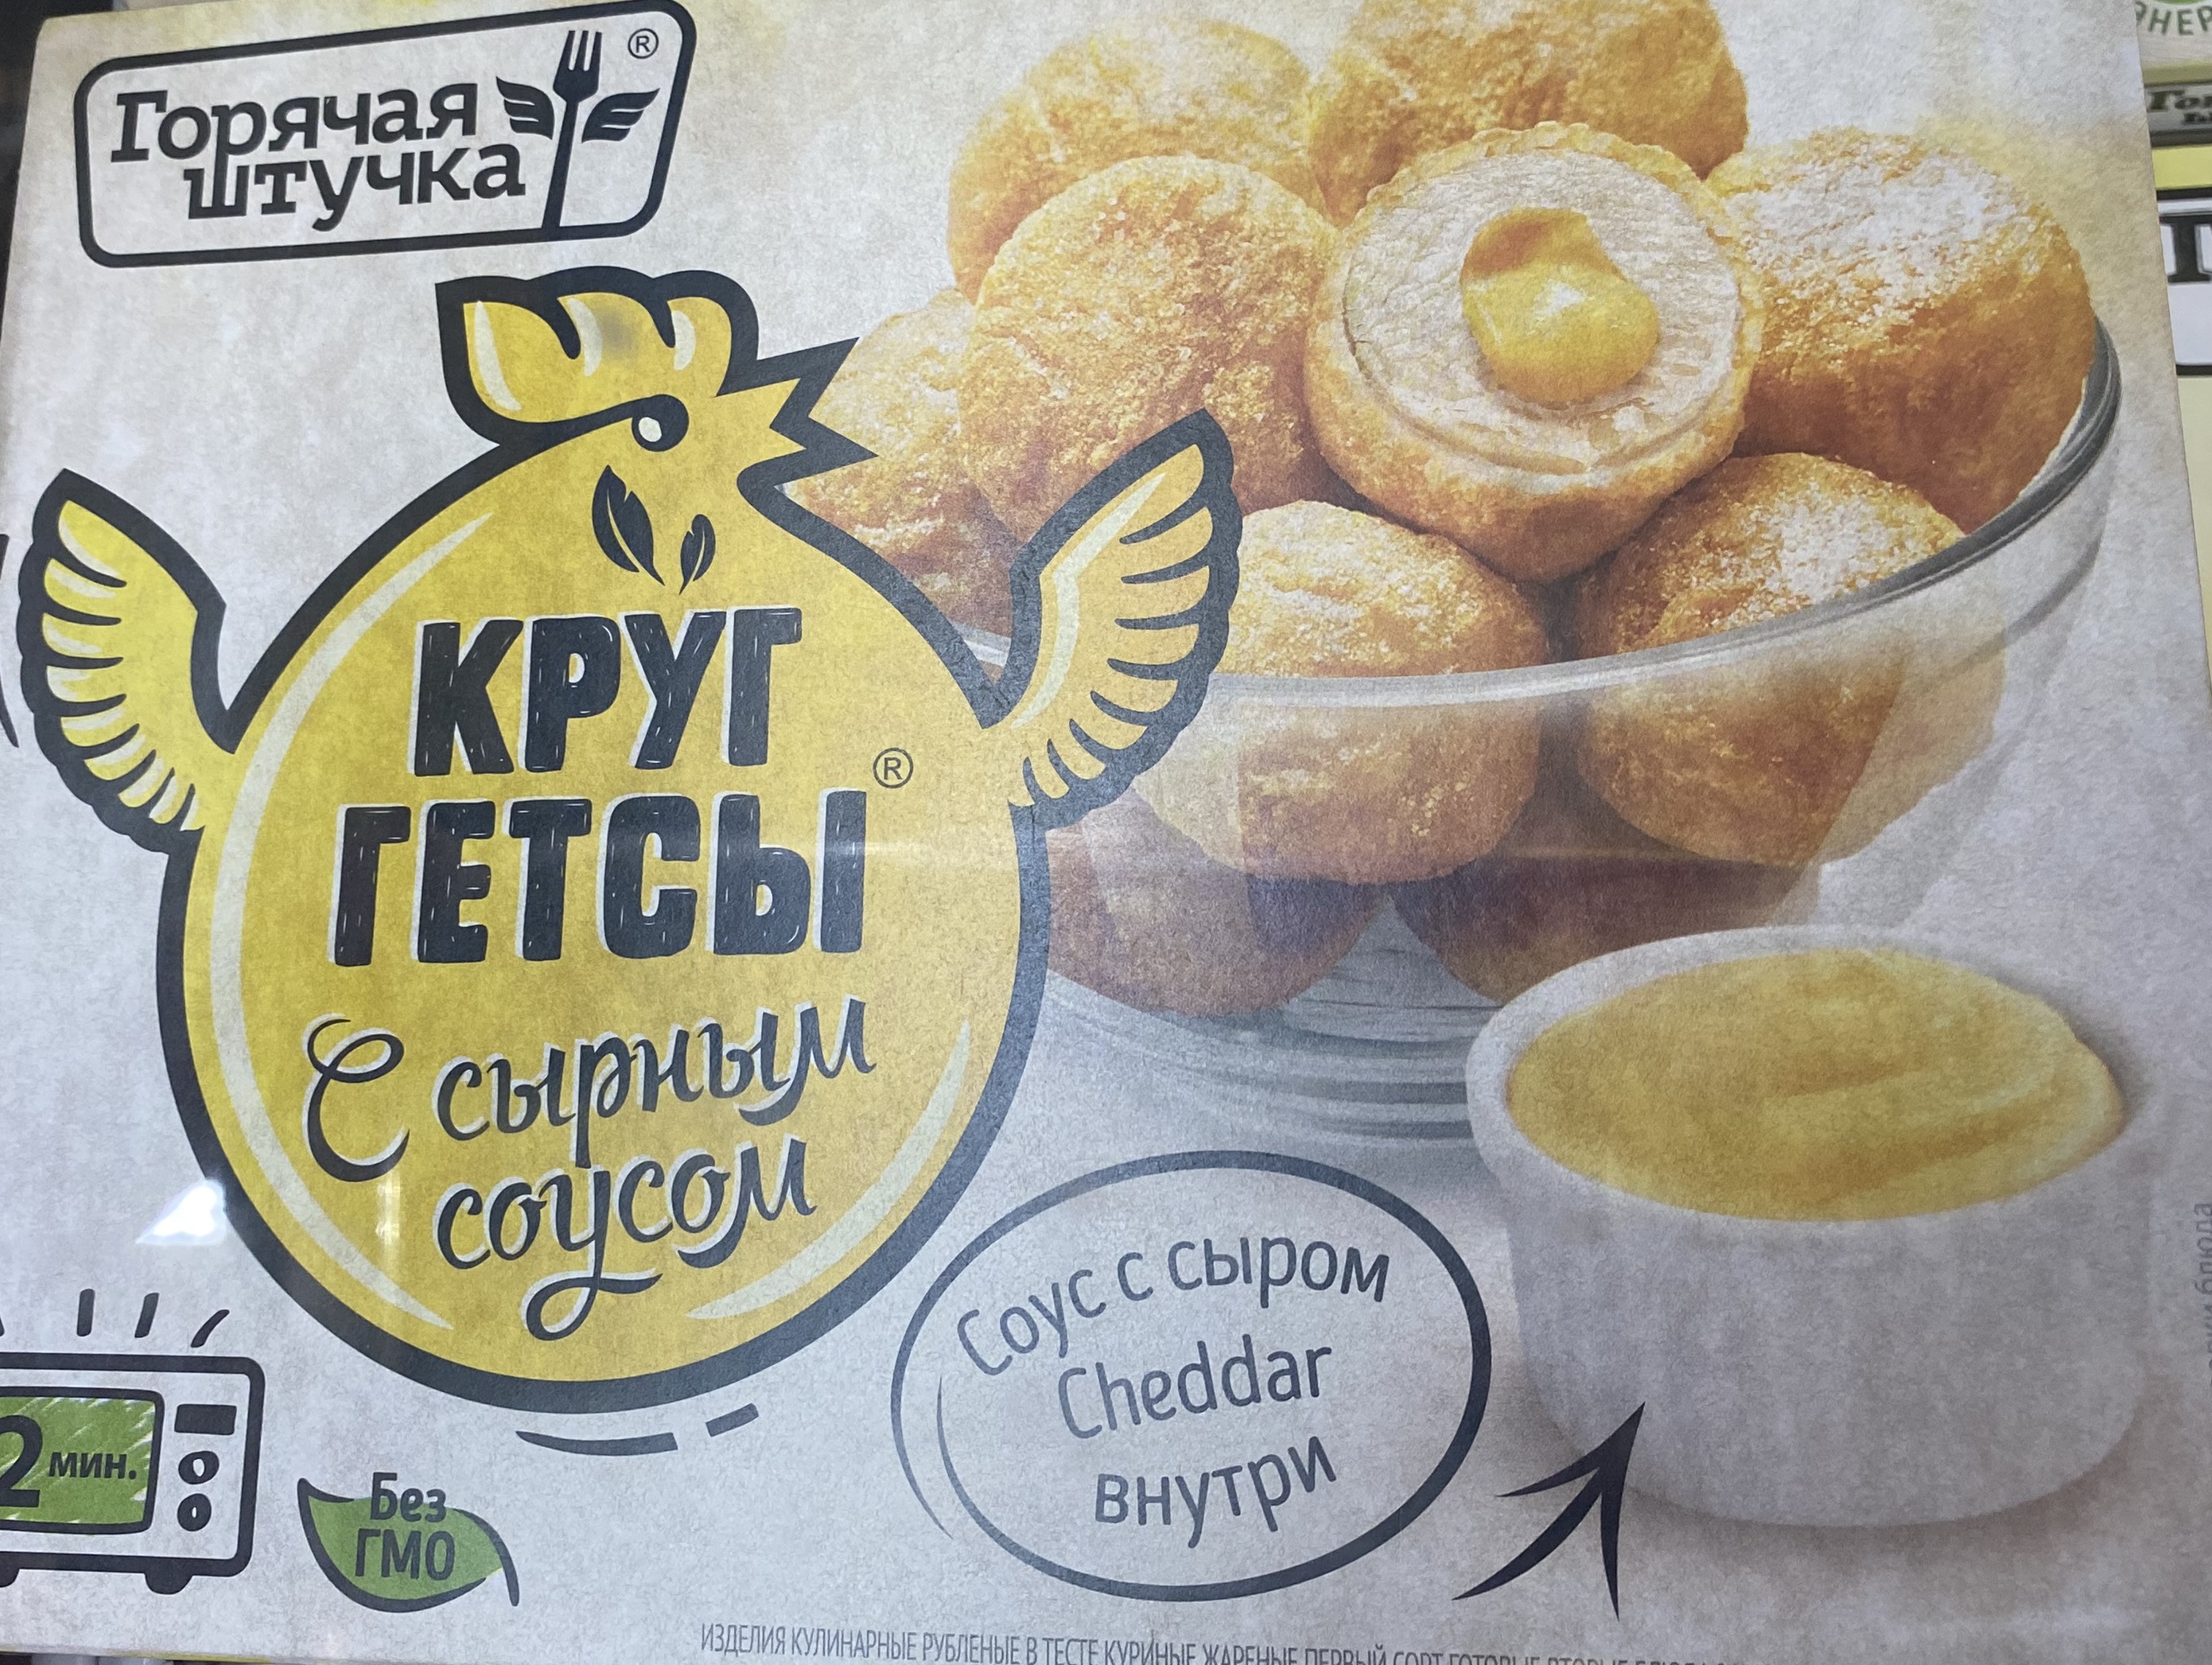 Горячая
штучка
®
КРУГ
ГЕТСЫ
®
С сырным
соусом
Соус с сыром
Cheddar
внутри
2 мин.
Без
ГМО
ИЗДЕЛИЯ КУЛИНАРНЫЕ РУБЛЕНЫЕ В ТЕСТЕ КУРИНЫЕ ЖАРЕНЫЕ ПЕРВЫЙ СОРТ ГОТОВЫЕ ВТОРЫЕ